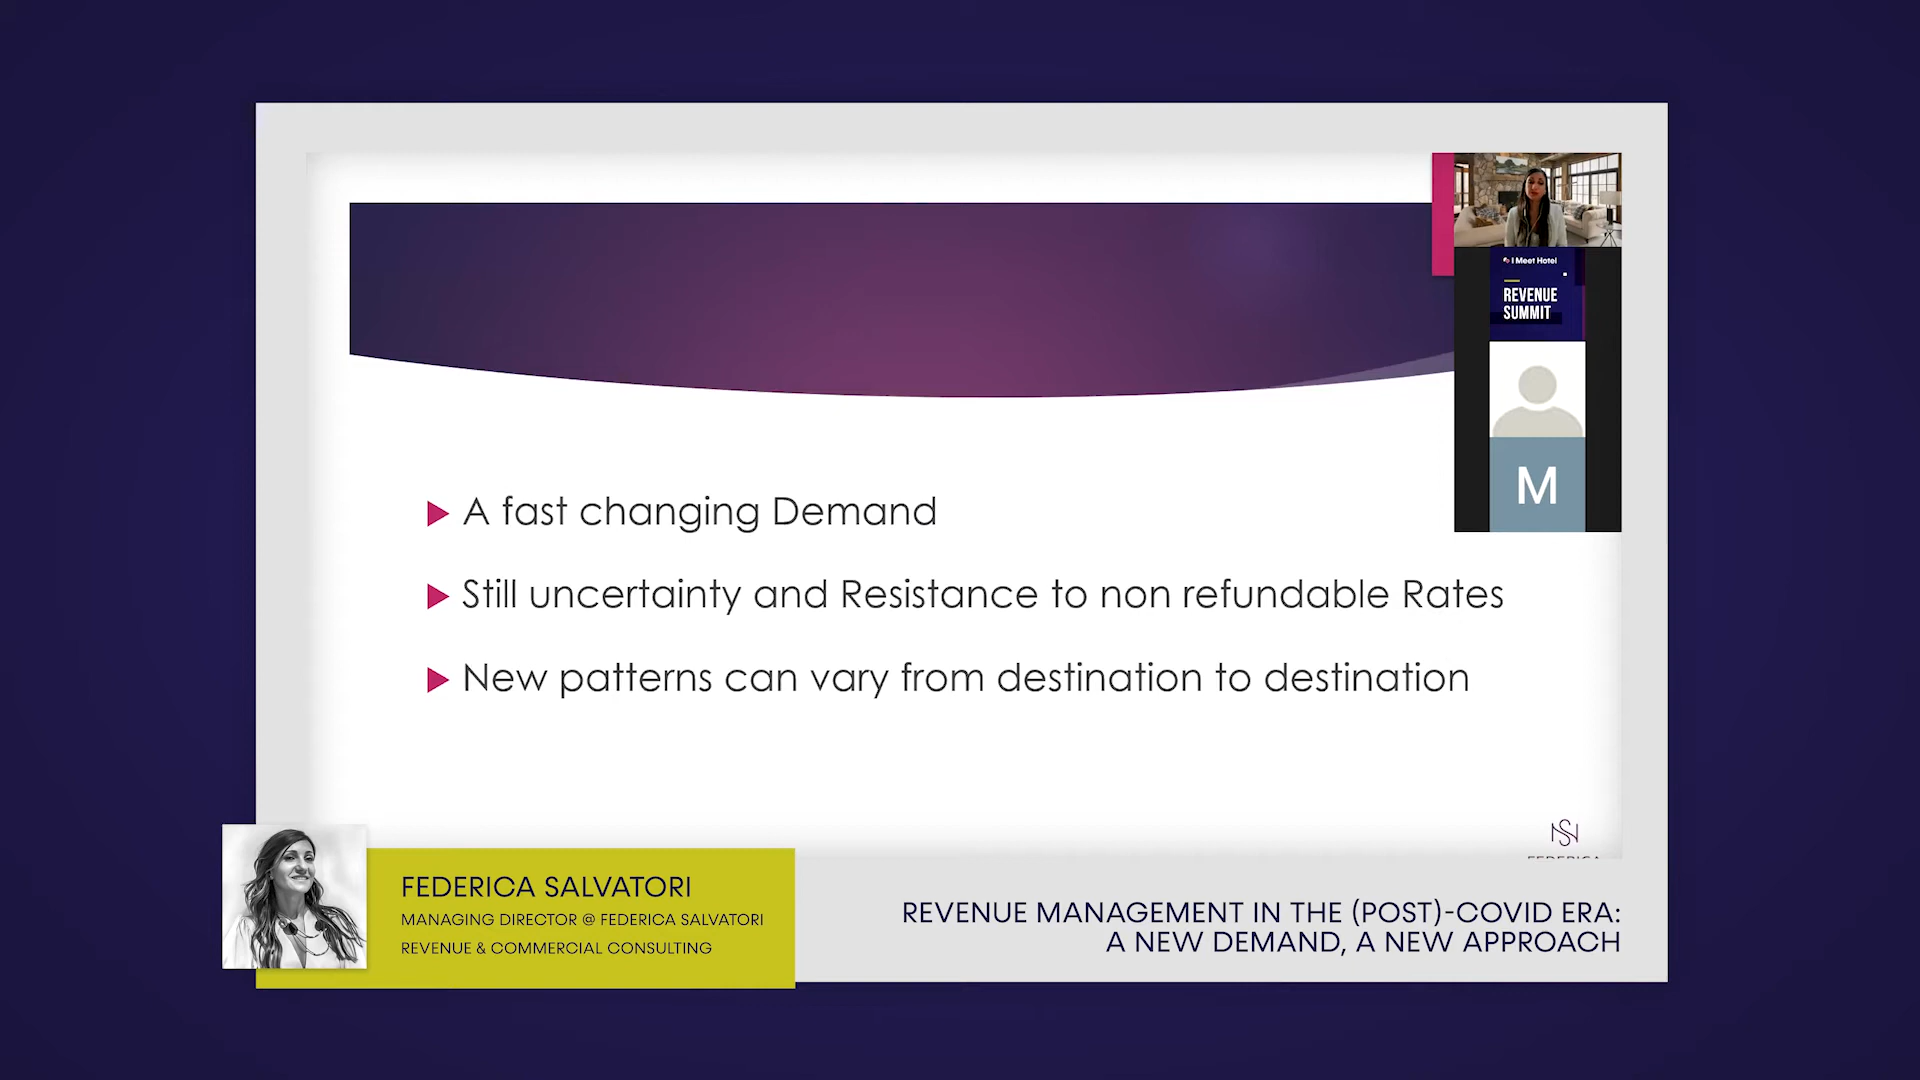 I Meet Hotel
REVENUE
SUMMIT
M
A fast changing Demand
Still uncertainty and Resistance to non refundable Rates
New patterns can vary from destination to destination
FEDERICA
FEDERICA SALVATORI
MANAGING DIRECTOR @ FEDERICA SALVATORI
REVENUE & COMMERCIAL CONSULTING
REVENUE MANAGEMENT IN THE (POST)-COVID ERA:
A NEW DEMAND, A NEW APPROACH